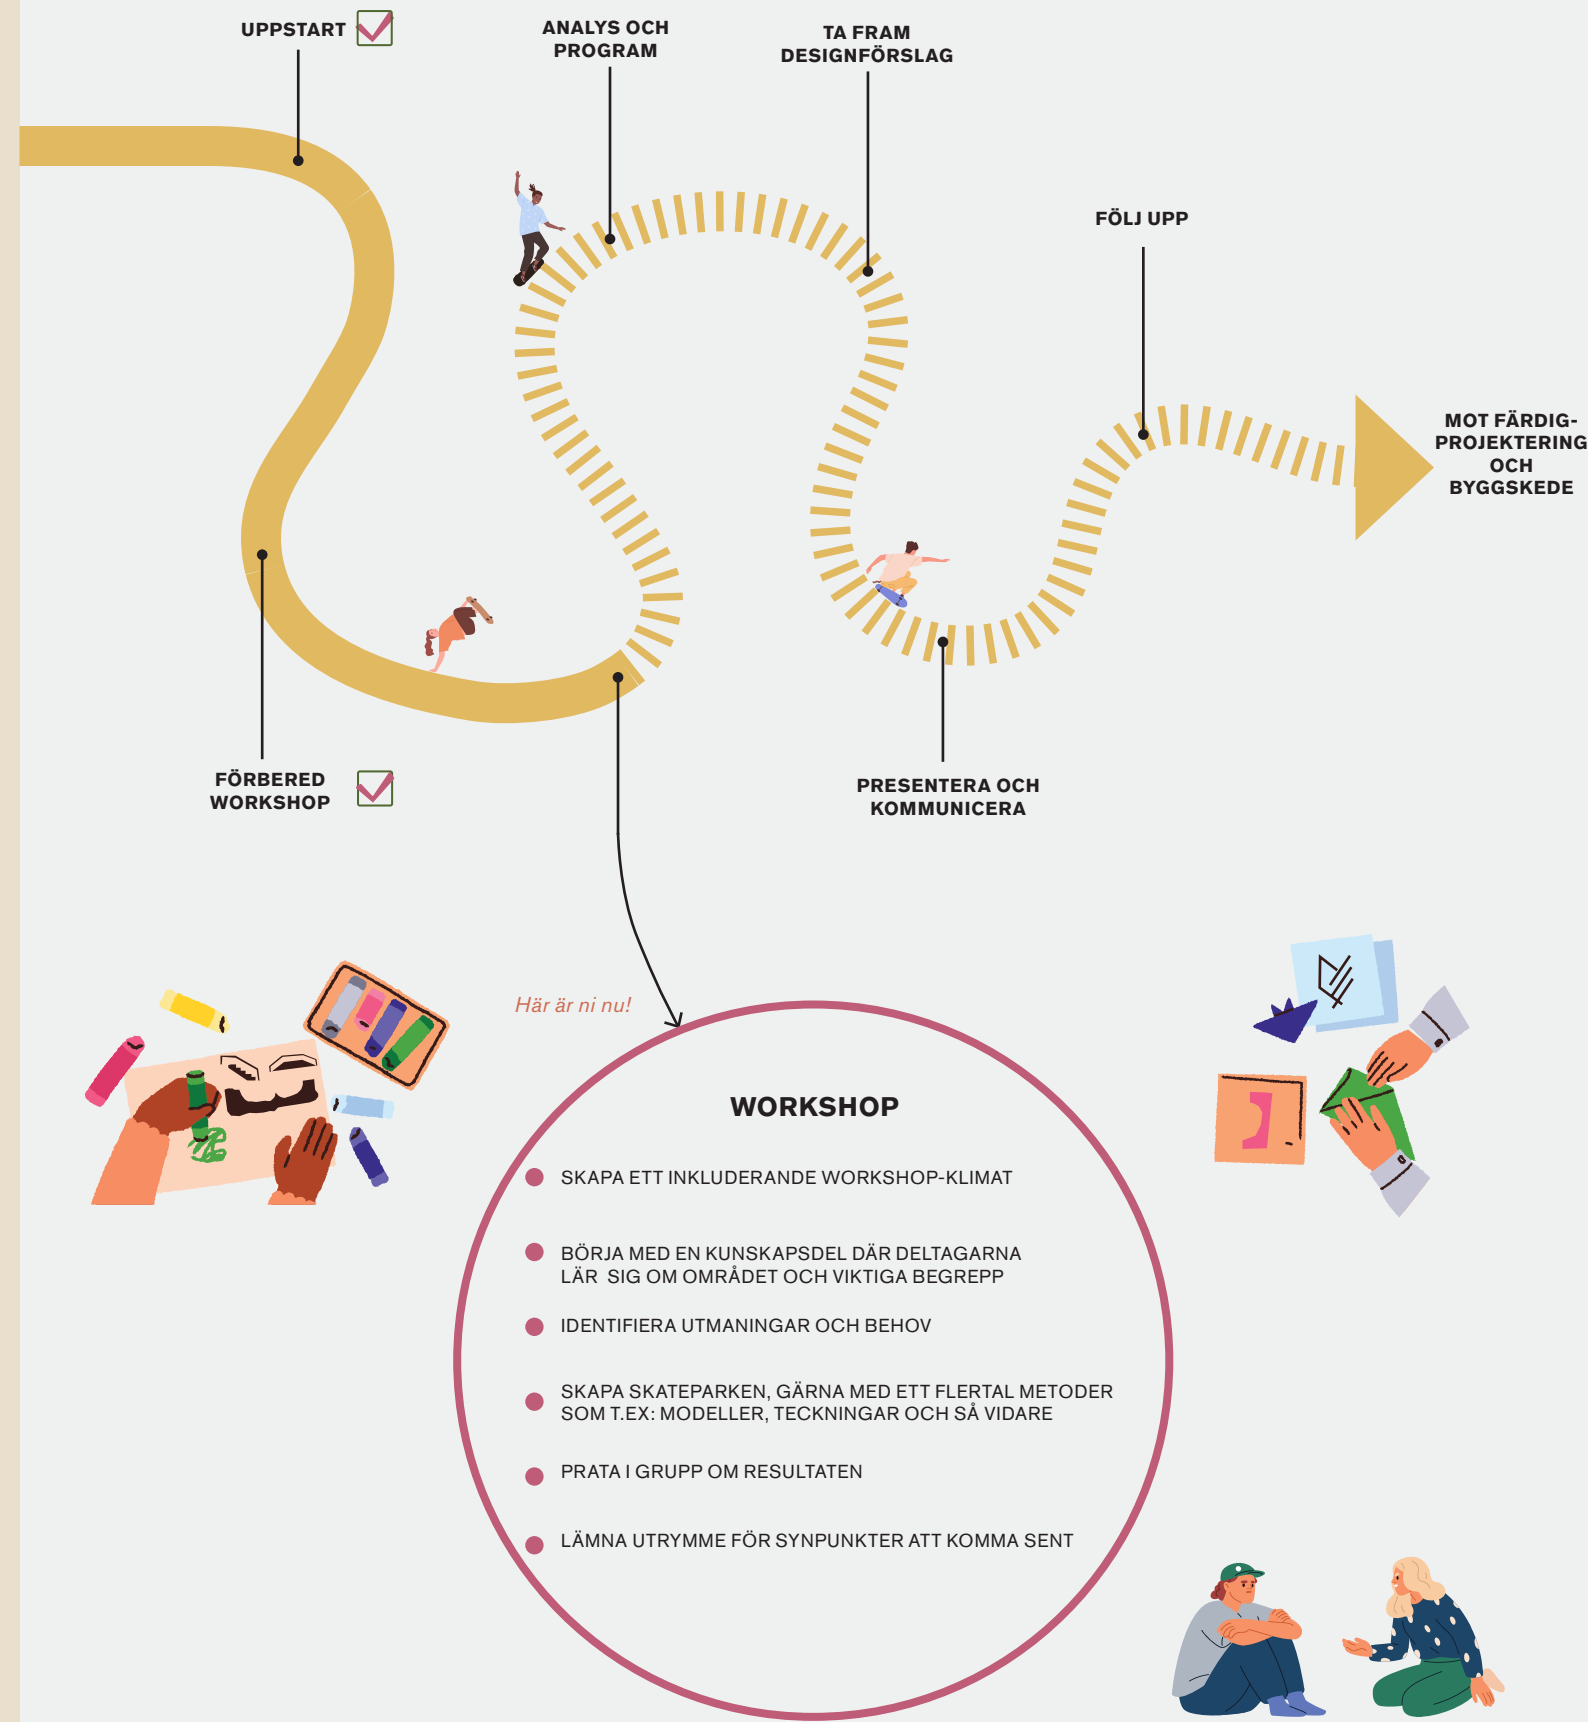 UPPSTART
ANALYS OCH
PROGRAM
TA FRAM
DESIGNFÖRSLAG
FÖLJ UPP
MOT FÄRDIG-
PROJEKTERING
OCH
BYGGSKEDE
FÖRBERED
WORKSHOP
PRESENTERA OCH
KOMMUNICERA
Här är ni nu!
WORKSHOP
SKAPA ETT INKLUDERANDE WORKSHOP-KLIMAT
BÖRJA MED EN KUNSKAPSDEL DÄR DELTAGARNA
LÄR SIG OM OMRÅDET OCH VIKTIGA BEGREPP
IDENTIFIERA UTMANINGAR OCH BEHOV
SKAPA SKATEPARKEN, GÄRNA MED ETT FLERTAL METODER
SOM T.EX: MODELLER, TECKNINGAR OCH SÅ VIDARE
PRATA I GRUPP OM RESULTATEN
LÄMNA UTRYMME FÖR SYNPUNKTER ATT KOMMA SENT